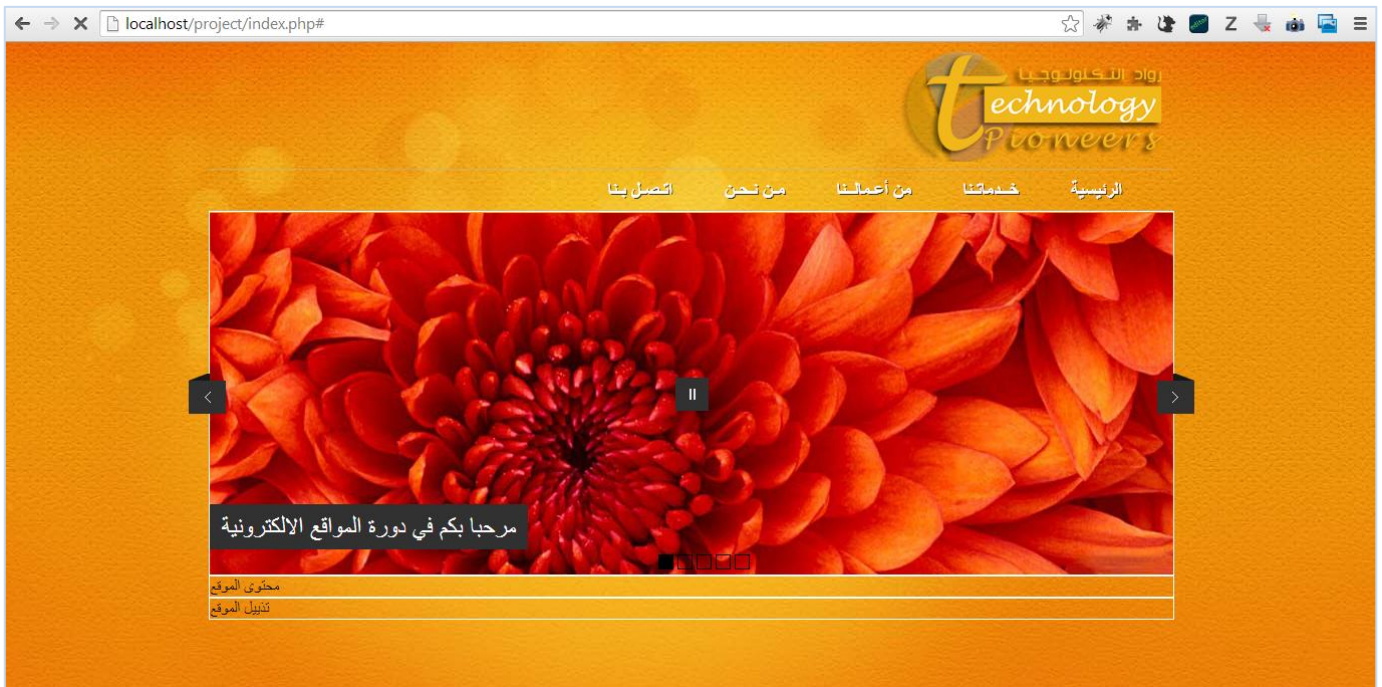 localhost/project/index.php#
رواد التكنولوجيا
technology
Pioneers
الرئيسية خدماتنا من أعمالنا من نحن اتصل بنا
مرحبا بكم في دورة المواقع الالكترونية
محتوى الموقع
تذييل الموقع